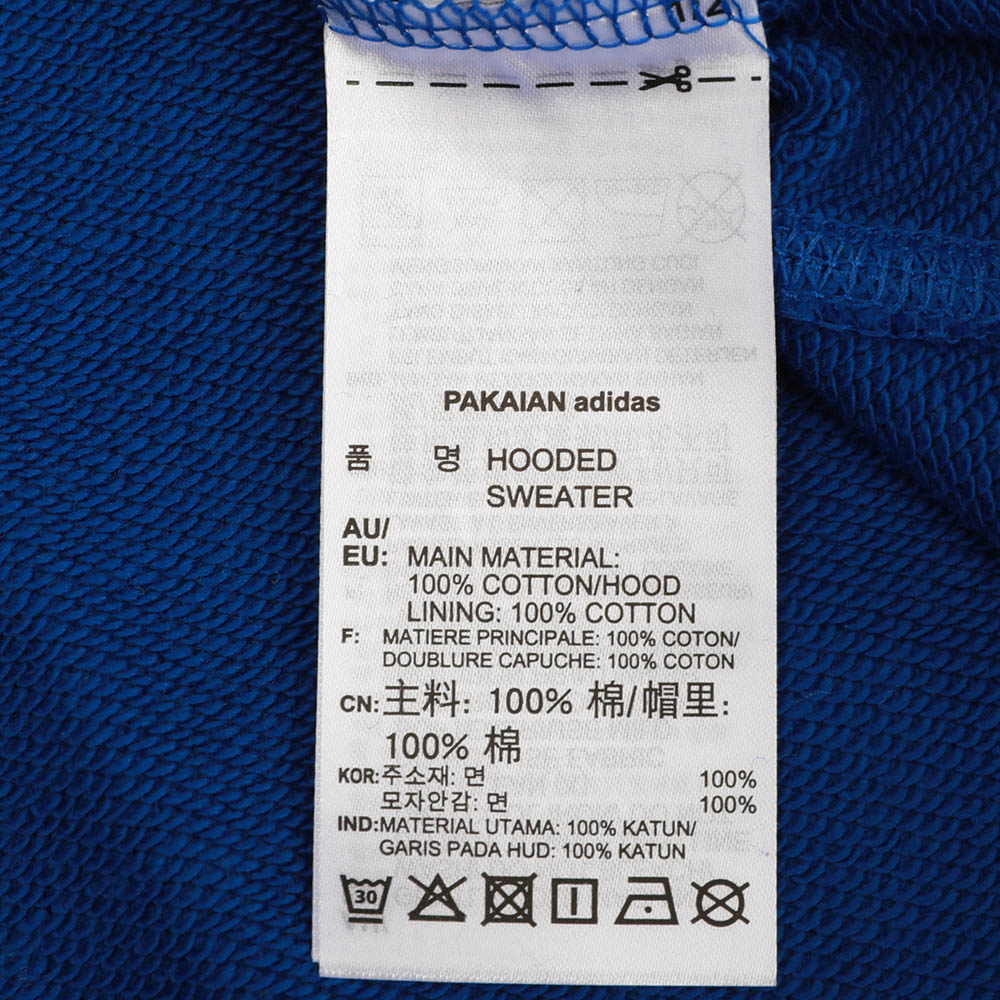 1/2
PAKAIAN adidas
품 명 HOODED
SWEATER
AU/
EU: MAIN MATERIAL:
100% COTTON/HOOD
LINING: 100% COTTON
F: MATIERE PRINCIPALE: 100% COTON/
DOUBLURE CAPUCHE: 100% COTON
CN: 主料: 100% 棉/帽里:
100% 棉
KOR: 주소재: 면 100%
모자안감: 면 100%
IND: MATERIAL UTAMA: 100% KATUN/
GARIS PADA HUD: 100% KATUN
30